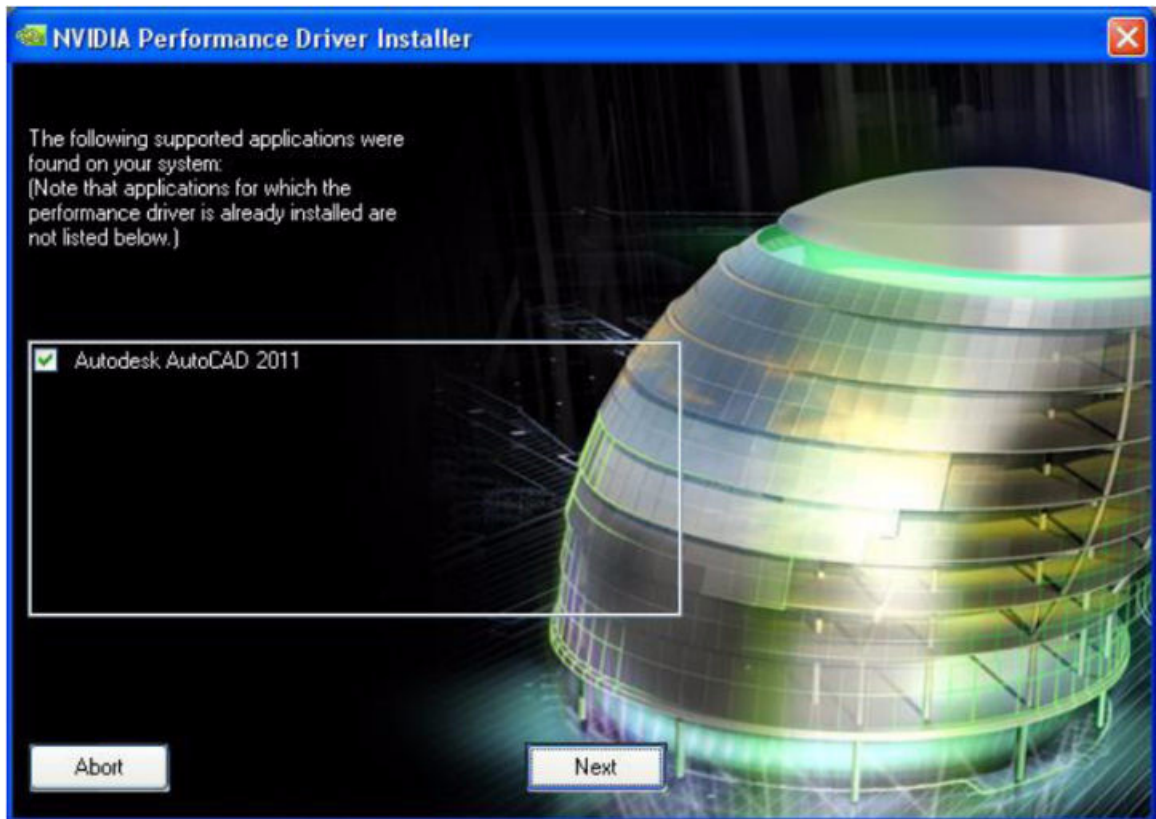 NVIDIA Performance Driver Installer
The following supported applications were
found on your system:
(Note that applications for which the
performance driver is already installed are
not listed below.)
Autodesk AutoCAD 2011
Abort
Next